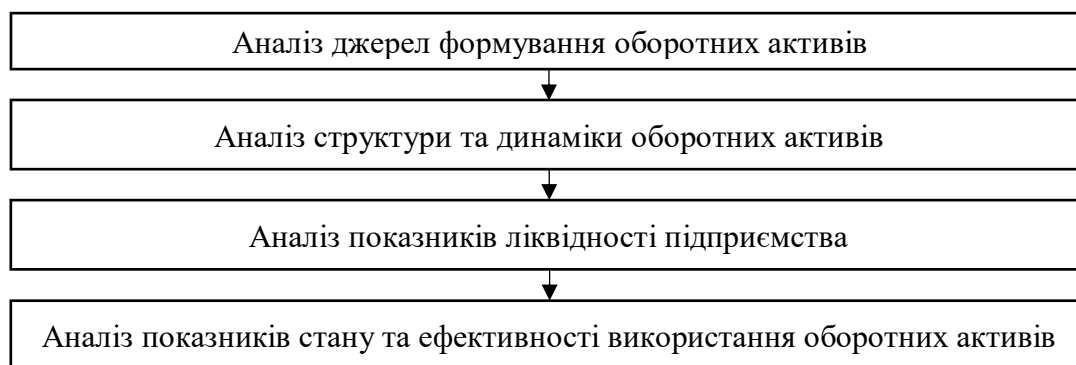 Аналіз джерел формування оборотних активів
Аналіз структури та динаміки оборотних активів
Аналіз показників ліквідності підприємства
Аналіз показників стану та ефективності використання оборотних активів